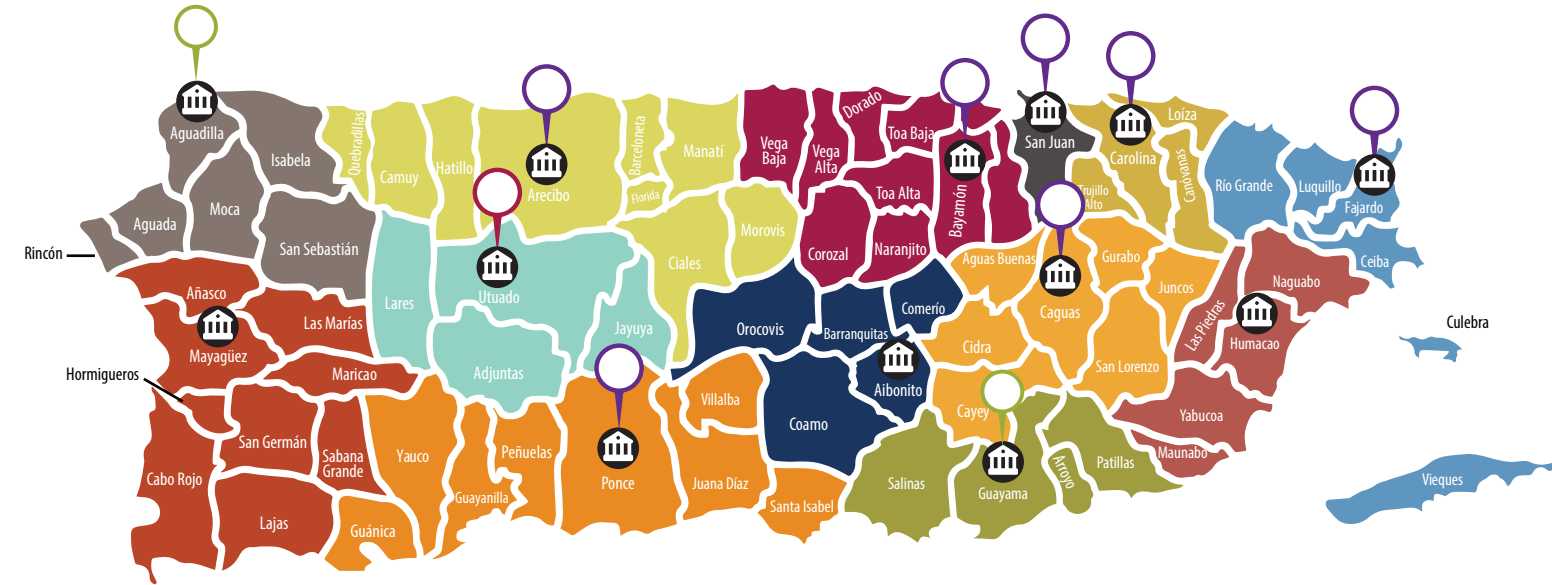 Aguadilla
Isabela
Quebradillas
Camuy
Hatillo
Arecibo
Barceloneta
Florida
Manatí
Vega
Baja
Vega
Alta
Dorado
Toa Baja
Toa Alta
Bayamón
San Juan
Carolina
Loíza
Canóvanas
Trujillo
Alto
Río Grande
Luquillo
Fajardo
Ceiba
Rincón
Aguada
Moca
San Sebastián
Lares
Utuado
Ciales
Morovis
Corozal
Naranjito
Aguas Buenas
Gurabo
Juncos
Caguas
Las Piedras
Naguabo
Humacao
Culebra
Añasco
Mayagüez
Las Marías
Maricao
Hormigueros
Adjuntas
Jayuya
Orocovis
Barranquitas
Comerío
Aibonito
Cidra
San Lorenzo
Cayey
Yabucoa
Maunabo
Cabo Rojo
San Germán
Sabana
Grande
Lajas
Yauco
Guánica
Guayanilla
Peñuelas
Ponce
Villalba
Juana Díaz
Coamo
Santa Isabel
Salinas
Guayama
Arroyo
Patillas
Vieques